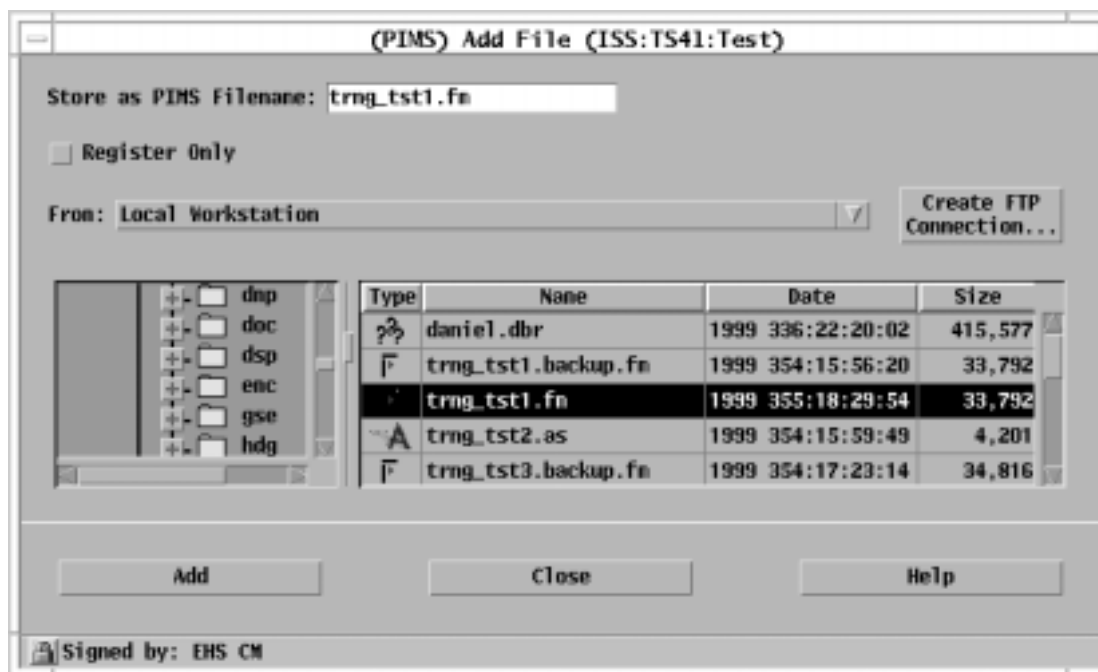 (PIMS) Add File (ISS:TS41:Test)
Store as PIMS Filename: trng_tst1.fm
Register Only
From: Local Workstation
Create FTP
Connection...
dnp
doc
dsp
enc
gse
hdg
Type Name Date Size
daniel.dbr 1999 336:22:20:02 415,577
trng_tst1.backup.fm 1999 354:15:56:20 33,792
trng_tst1.fm 1999 355:18:29:54 33,792
trng_tst2.as 1999 354:15:59:49 4,201
trng_tst3.backup.fm 1999 354:17:23:14 34,816
Add Close Help
Signed by: EHS CM